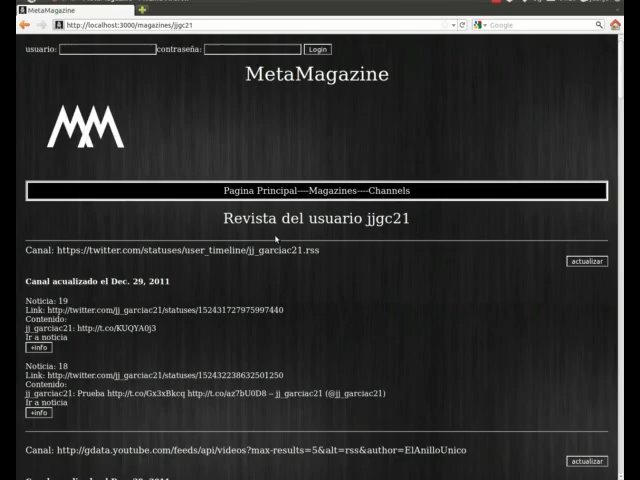 MetaMagazine
http://localhost:3000/magazines/jjgc21
Google
usuario: contraseña: Login
MetaMagazine
MM
Pagina Principal----Magazines----Channels
Revista del usuario jjgc21
Canal: https://twitter.com/statuses/user_timeline/jj_garciac21.rss
actualizar
Canal acualizado el Dec. 29, 2011
Noticia: 19
Link: http://twitter.com/jj_garciac21/statuses/152431727975997440
Contenido:
jj_garciac21: http://t.co/KUQYA0j3
Ir a noticia
+info
Noticia: 18
Link: http://twitter.com/jj_garciac21/statuses/152432238632501250
Contenido:
jj_garciac21: Prueba http://t.co/Gx3xBkcq http://t.co/az7bU0D8 – jj_garciac21 (@jj_garciac21)
Ir a noticia
+info
Canal: http://gdata.youtube.com/feeds/api/videos?max-results=5&alt=rss&author=ElAnilloUnico
actualizar